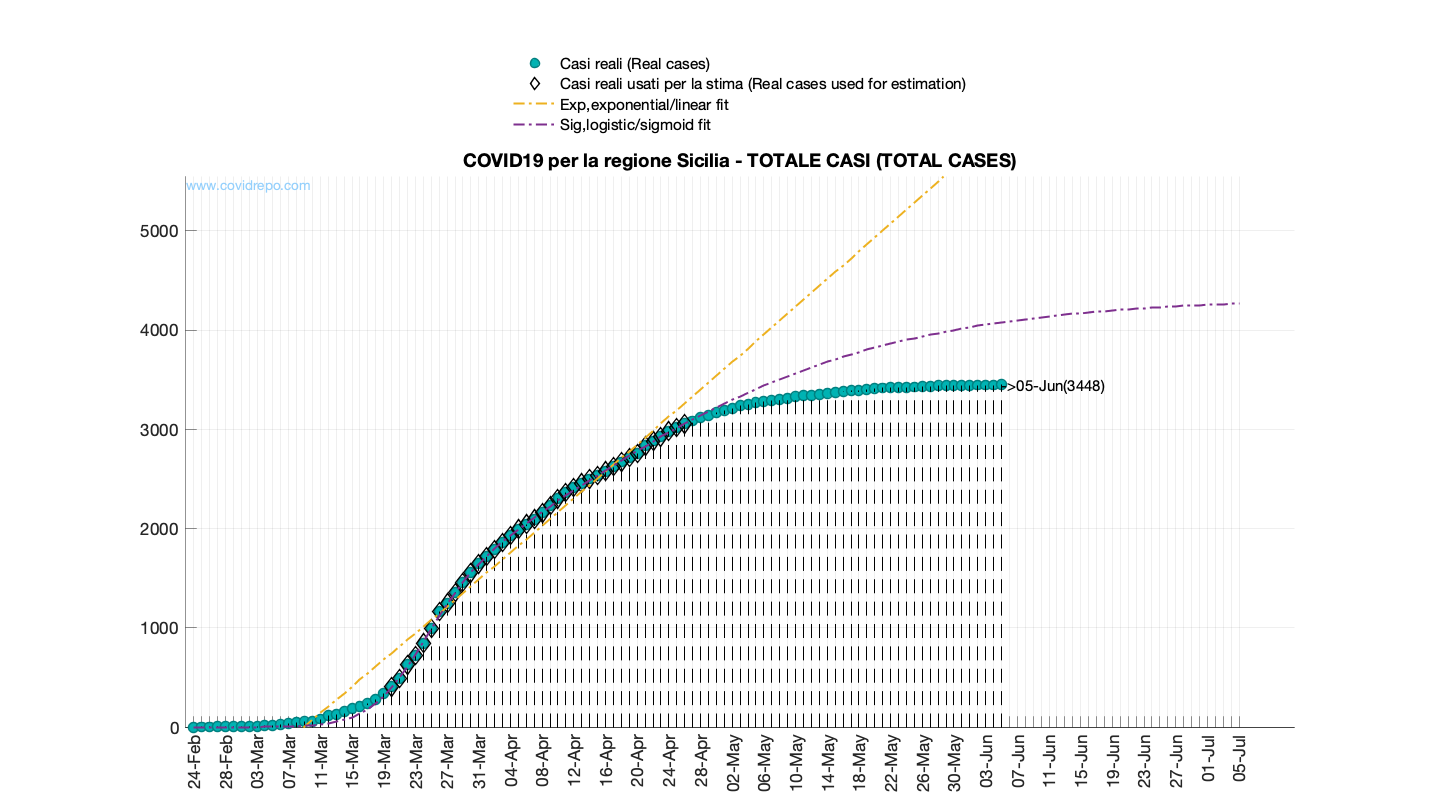 Casi reali (Real cases)
Casi reali usati per la stima (Real cases used for estimation)
Exp,exponential/linear fit
Sig,logistic/sigmoid fit
COVID19 per la regione Sicilia - TOTALE CASI (TOTAL CASES)
www.covidrepo.com
5000
4000
3000
2000
1000
0
>05-Jun(3448)
24-Feb
28-Feb
03-Mar
07-Mar
11-Mar
15-Mar
19-Mar
23-Mar
27-Mar
31-Mar
04-Apr
08-Apr
12-Apr
16-Apr
20-Apr
24-Apr
28-Apr
02-May
06-May
10-May
14-May
18-May
22-May
26-May
30-May
03-Jun
07-Jun
11-Jun
15-Jun
19-Jun
23-Jun
27-Jun
01-Jul
05-Jul